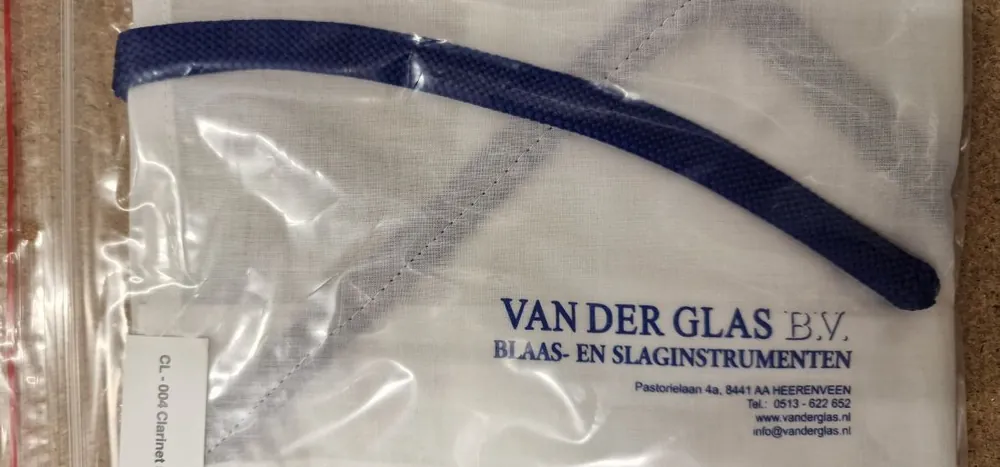 VAN DER GLAS B.V.
BLAAS- EN SLAGINSTRUMENTEN
Pastorielaan 4a, 8441 AA HEERENVEEN
Tel.: 0513 - 622 652
www.vanderglas.nl
info@vanderglas.nl
CL - 004 Clarinet